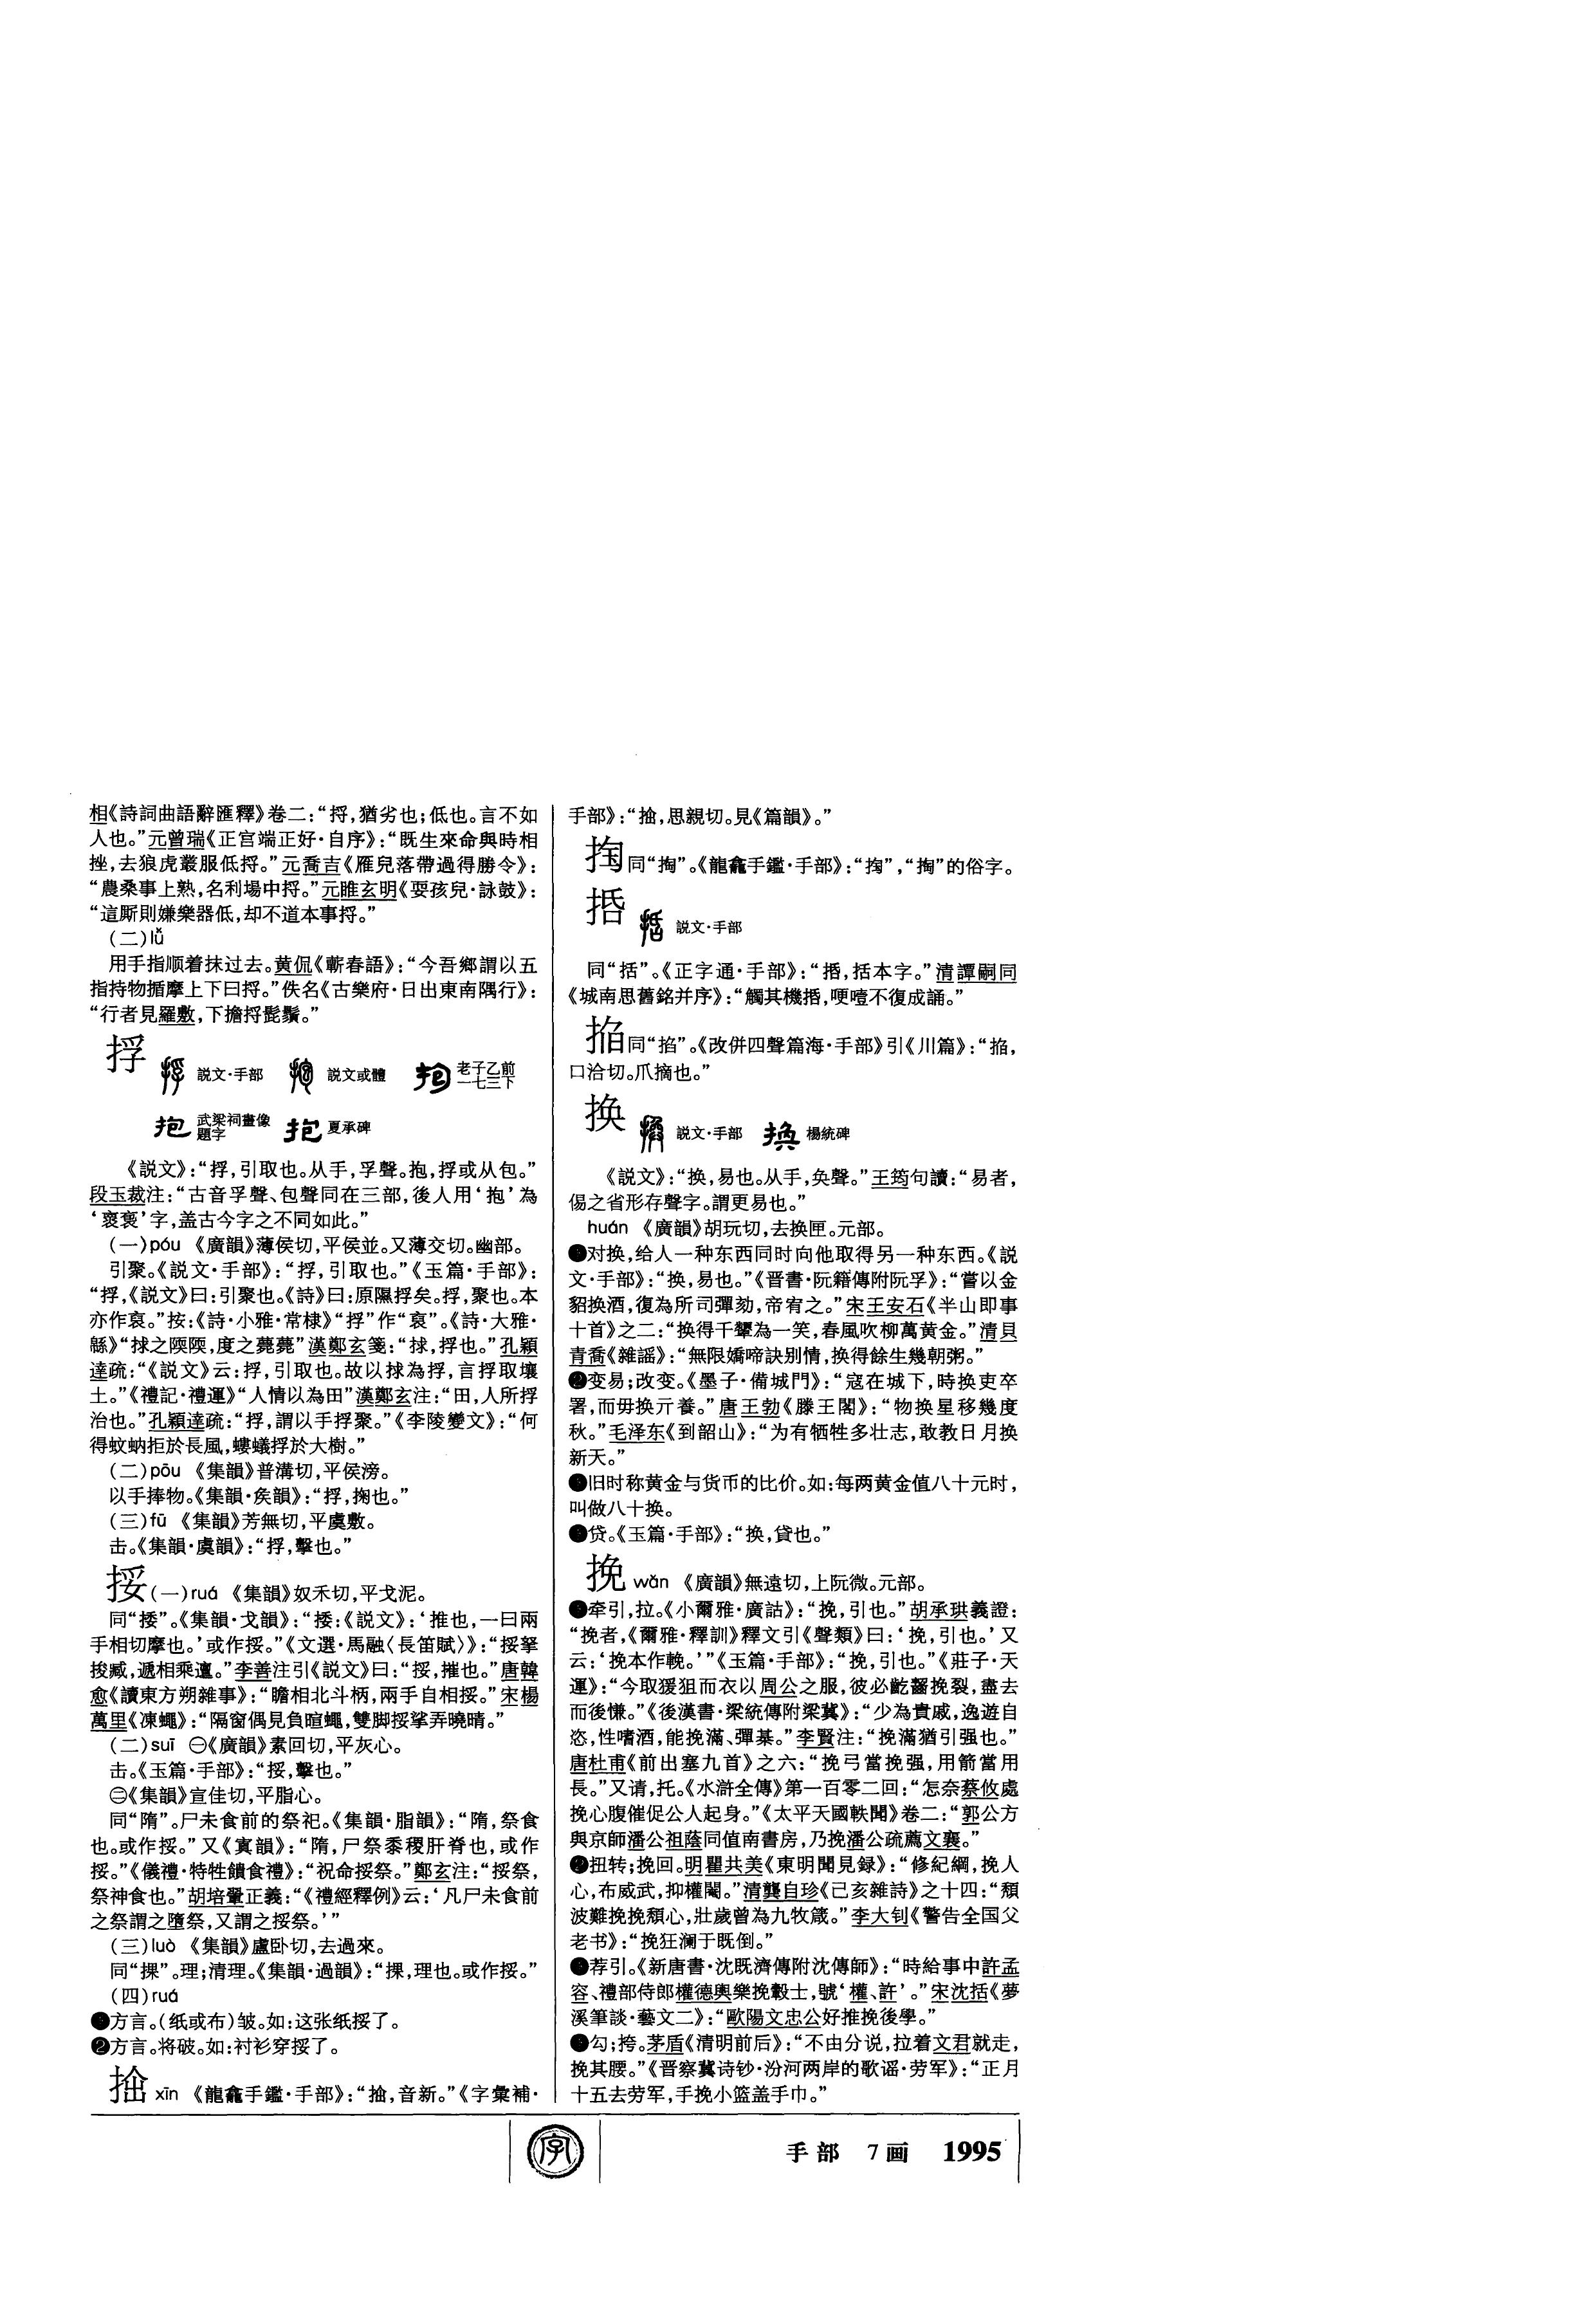 相《詩詞曲語辭匯釋》卷二：“捋，猶劣也；低也。言不如
人也。”元曾瑞《正宫端正好·自序》：“既生來命與時相
挫，去狼虎叢服低捋。”元喬吉《雁兒落帶過得勝令》：
“農桑事上熟，名利場中捋。”元睢玄明《耍孩兒·詠鼓》：
“這厮則嫌樂器低，却不道本事捋。”
（二）lǚ
用手指顺着抹过去。黄侃《蘄春語》：“今吾鄉謂以五
指持物插摩上下曰捋。”佚名《古樂府·日出東南隅行》：
“行者見羅敷，下擔捋髭鬚。”
捊 説文·手部 説文或體 老子乙前一七三下
武梁祠畫像題字 夏承碑
《説文》：“捊，引取也。从手，孚聲。抱，捊或从包。”
段玉裁注：“古音孚聲、包聲同在三部，後人用‘抱’為
‘裒袌’字，盖古今字之不同如此。”
（一）póu 《廣韻》薄侯切，平侯並。又薄交切。幽部。
引聚。《説文·手部》：“捊，引取也。”《玉篇·手部》：
“捊，《説文》曰：引聚也。《詩》曰：原隰捊矣。捊，聚也。本
亦作裒。”按：《詩·小雅·常棣》“捊”作“裒”。《詩·大雅·
緜》“捄之陾陾，度之薨薨”漢鄭玄箋：“捄，捊也。”孔穎
達疏：“《説文》云：捊，引取也。故以捄為捊，言捊取壤
土。”《禮記·禮運》“人情以為田”漢鄭玄注：“田，人所捊
治也。”孔穎達疏：“捊，謂以手捊聚。”《李陵變文》：“何
得蚊蚋拒於長風，螻蟻捊於大樹。”
（二）pōu 《集韻》普溝切，平侯滂。
以手捧物。《集韻·矦韻》：“捊，掬也。”
（三）fū 《集韻》芳無切，平虞敷。
击。《集韻·虞韻》：“捊，擊也。”
挼（一）ruá 《集韻》奴禾切，平戈泥。
同“捼”。《集韻·戈韻》：“捼：《説文》：‘推也，一曰兩
手相切摩也。’或作挼。”《文選·馬融〈長笛賦〉》：“挼拏
捘臧，遞相乘邅。”李善注引《説文》曰：“挼，摧也。”唐韓
愈《讀東方朔雜事》：“瞻相北斗柄，兩手自相挼。”宋楊
萬里《凍蠅》：“隔窗偶見負暄蠅，雙脚挼挲弄曉晴。”
（二）suī ㊀《廣韻》素回切，平灰心。
击。《玉篇·手部》：“挼，擊也。”
㊁《集韻》宣佳切，平脂心。
同“隋”。尸未食前的祭祀。《集韻·脂韻》：“隋，祭食
也。或作挼。”又《寘韻》：“隋，尸祭黍稷肝脊也，或作
挼。”《儀禮·特牲饋食禮》：“祝命挼祭。”鄭玄注：“挼祭，
祭神食也。”胡培翬正義：“《禮經釋例》云：‘凡尸未食前
之祭謂之墮祭，又謂之挼祭。’”
（三）luò 《集韻》盧卧切，去過來。
同“捰”。理；清理。《集韻·過韻》：“捰，理也。或作挼。”
（四）ruá
❶方言。（纸或布）皱。如：这张纸挼了。
❷方言。将破。如：衬衫穿挼了。
xīn 《龍龕手鑑·手部》：“，音新。”《字彙補·
手部》：“，思親切。見《篇韻》。”
同“掏”。《龍龕手鑑·手部》：“”，“掏”的俗字。
㨯 説文·手部
同“括”。《正字通·手部》：“，括本字。”清譚嗣同
《城南思舊銘并序》：“觸其機，哽噎不復成誦。”
同“掐”。《改併四聲篇海·手部》引《川篇》：“，
口洽切。爪摘也。”
换 説文·手部 楊統碑
《説文》：“换，易也。从手，奂聲。”王筠句讀：“易者，
傷之省形存聲字。謂更易也。”
huán 《廣韻》胡玩切，去换匣。元部。
❶对换，给人一种东西同时向他取得另一种东西。《説
文·手部》：“换，易也。”《晋書·阮籍傳附阮孚》：“嘗以金
貂换酒，復為所司彈劾，帝宥之。”宋王安石《半山即事
十首》之二：“换得千顰為一笑，春風吹柳萬黄金。”清貝
青喬《雜謡》：“無限嬌啼訣别情，换得餘生幾朝粥。”
❷变易；改变。《墨子·備城門》：“寇在城下，時换吏卒
署，而毋换亓養。”唐王勃《滕王閣》：“物换星移幾度
秋。”毛泽东《到韶山》：“为有牺牲多壮志，敢教日月换
新天。”
❸旧时称黄金与货币的比价。如：每两黄金值八十元时，
叫做八十换。
❹贷。《玉篇·手部》：“换，貸也。”
挽 wǎn 《廣韻》無遠切，上阮微。元部。
❶牵引，拉。《小爾雅·廣詁》：“挽，引也。”胡承珙義證：
“挽者，《爾雅·釋訓》釋文引《聲類》曰：‘挽，引也。’又
云：‘挽本作輓。’”《玉篇·手部》：“挽，引也。”《莊子·天
運》：“今取猨狙而衣以周公之服，彼必齕齧挽裂，盡去
而後慊。”《後漢書·梁統傳附梁冀》：“少為貴戚，逸遊自
恣，性嗜酒，能挽滿、彈棊。”李賢注：“挽滿猶引强也。”
唐杜甫《前出塞九首》之六：“挽弓當挽强，用箭當用
長。”又请，托。《水滸全傳》第一百零二回：“怎奈蔡攸處
挽心腹催促公人起身。”《太平天國軼聞》卷二：“郭公方
與京師潘公祖蔭同值南書房，乃挽潘公疏薦文襄。”
❷扭转；挽回。明瞿共美《東明聞見録》：“修紀綱，挽人
心，布威武，抑權閹。”清龔自珍《己亥雜詩》之十四：“頹
波難挽挽頹心，壯歲曾為九牧箴。”李大钊《警告全国父
老书》：“挽狂澜于既倒。”
❸荐引。《新唐書·沈既濟傳附沈傳師》：“時給事中許孟
容、禮部侍郎權德輿樂挽轂士，號‘權、許’。”宋沈括《夢
溪筆談·藝文二》：“歐陽文忠公好推挽後學。”
❹勾；挎。茅盾《清明前后》：“不由分说，拉着文君就走，
挽其腰。”《晋察冀诗钞·汾河两岸的歌谣·劳军》：“正月
十五去劳军，手挽小篮盖手巾。”
字
手部 7画 1995